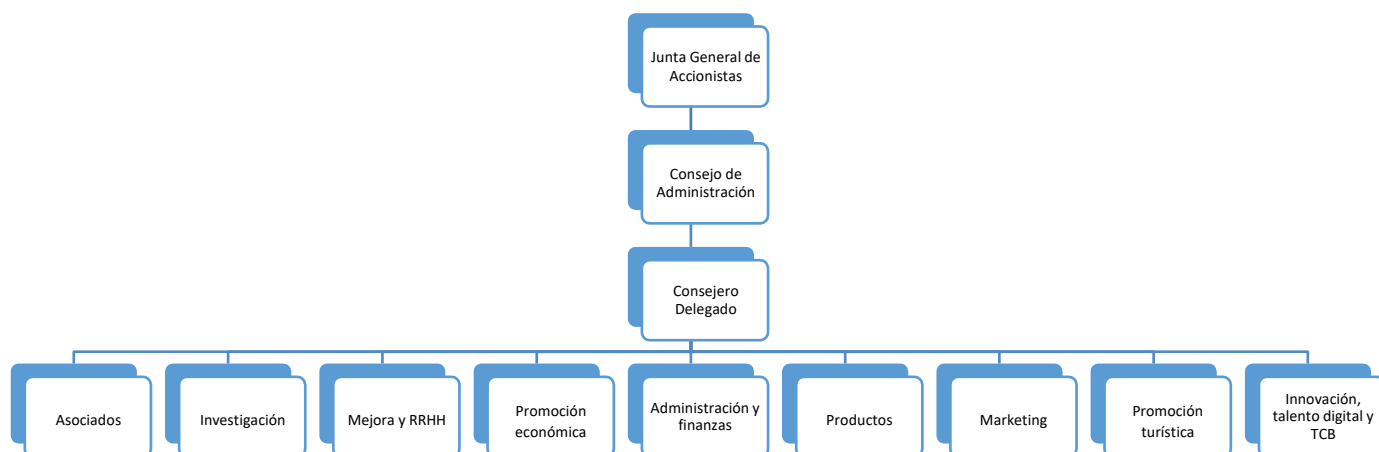 Junta General de
Accionistas
Consejo de
Administración
Consejero
Delegado
Asociados
Investigación
Mejora y RRHH
Promoción
económica
Administración y
finanzas
Productos
Marketing
Promoción
turística
Innovación,
talento digital y
TCB